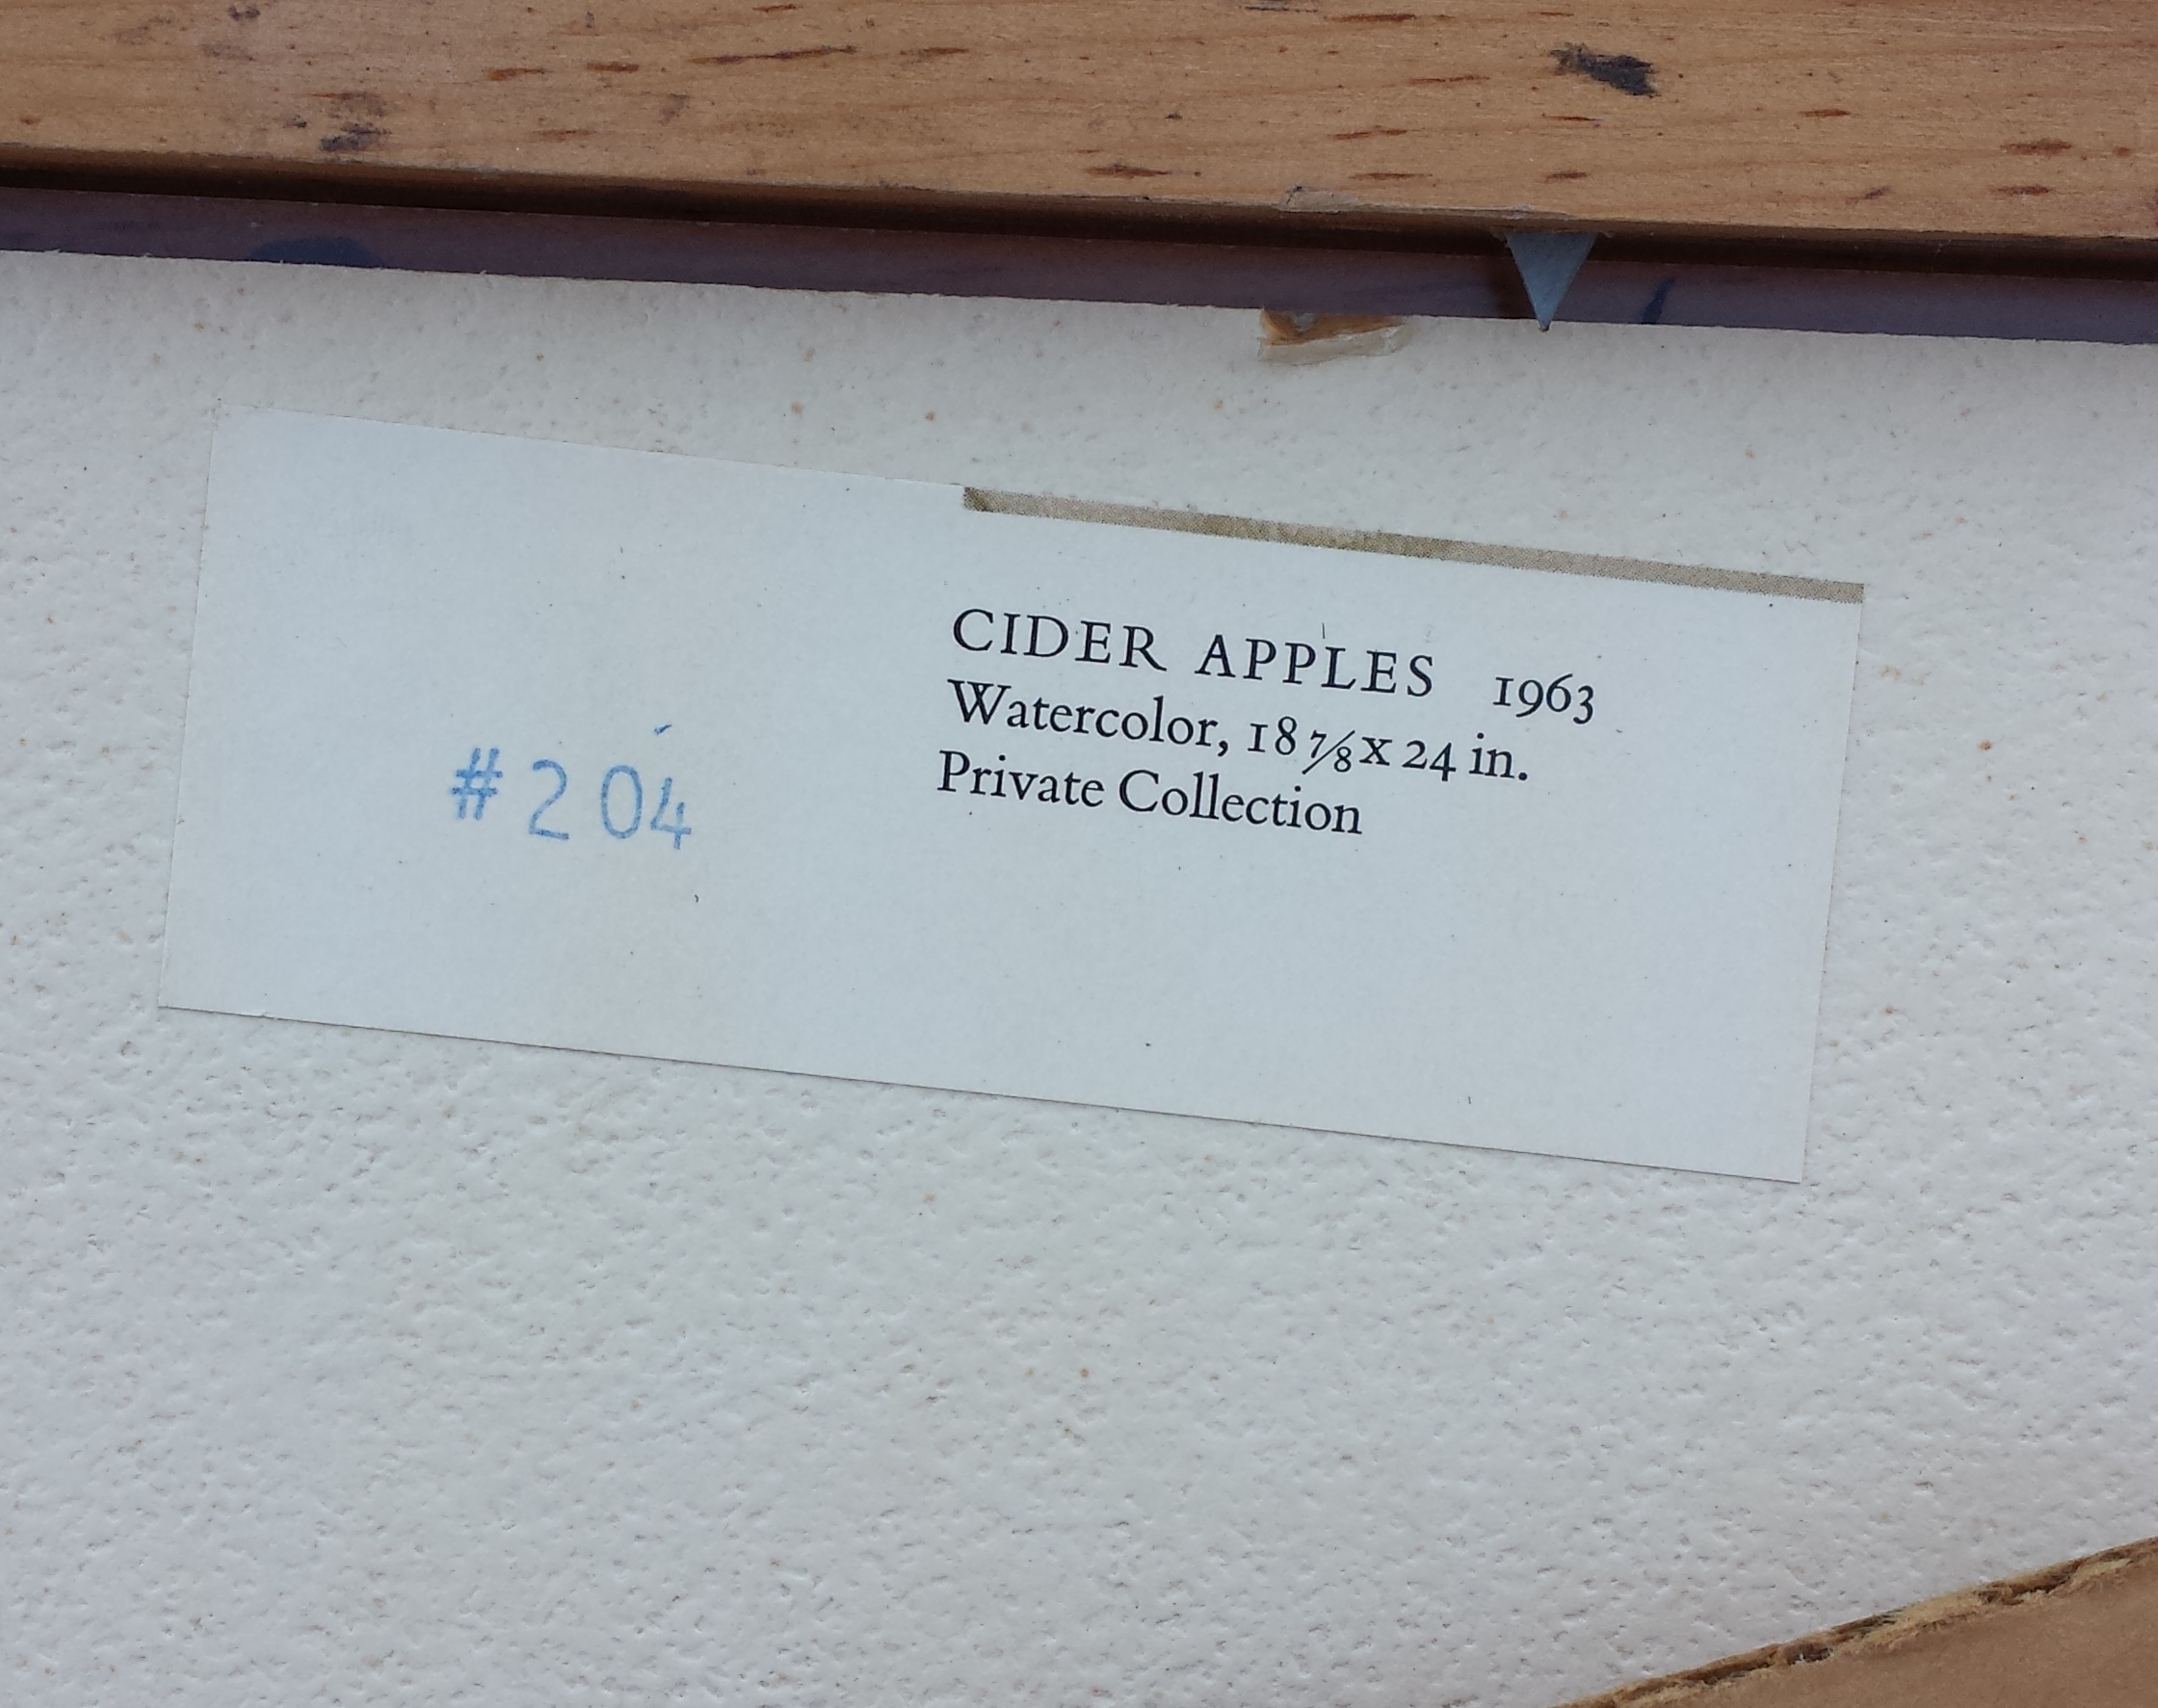 CIDER APPLES 1963
Watercolor, 18 ⅞ x 24 in.
Private Collection
#204